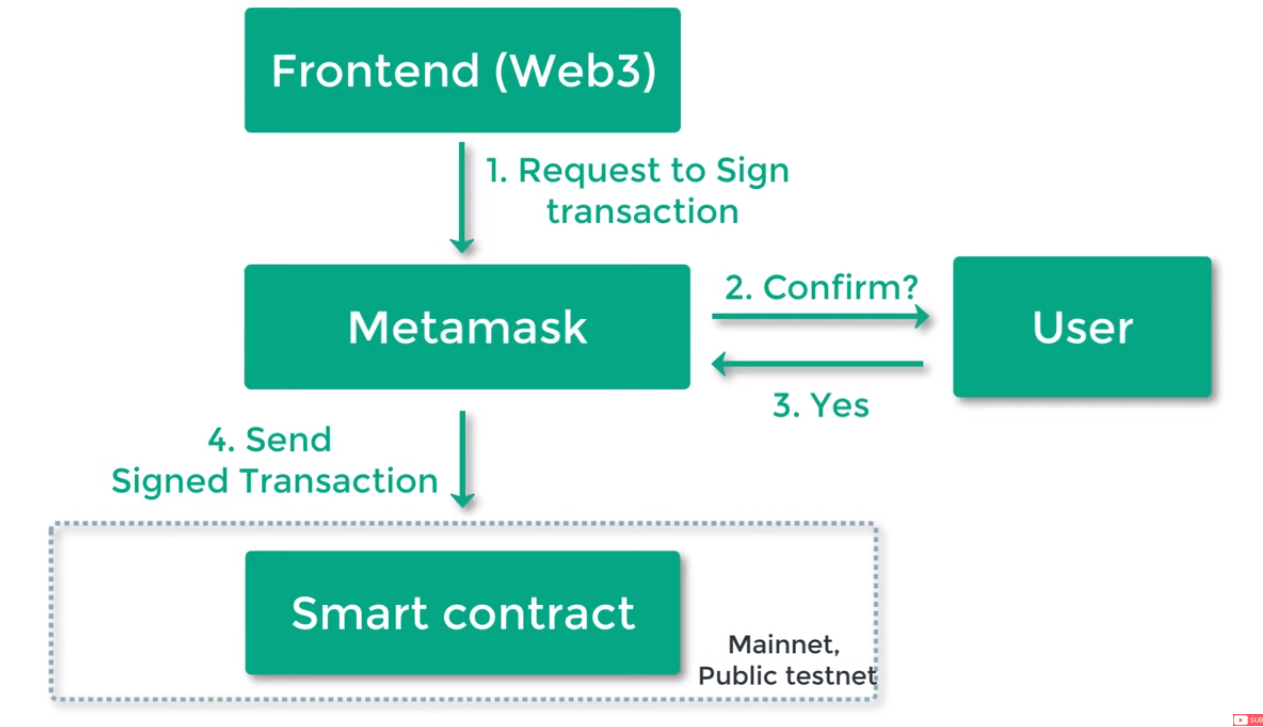 Frontend (Web3)
1. Request to Sign
transaction
Metamask
2. Confirm?
User
3. Yes
4. Send
Signed Transaction
Smart contract
Mainnet,
Public testnet
SUB